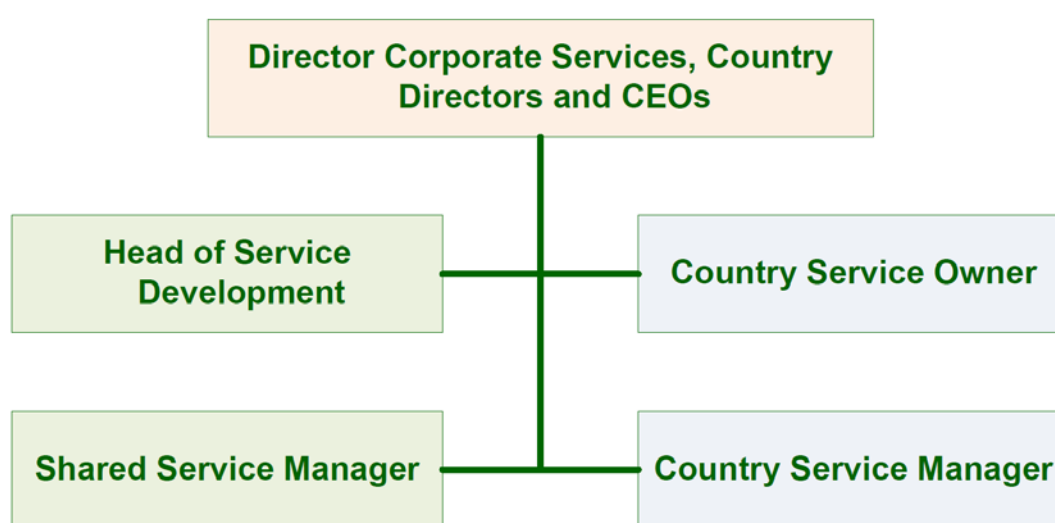 Director Corporate Services, Country
Directors and CEOs
Head of Service
Development
Country Service Owner
Shared Service Manager
Country Service Manager